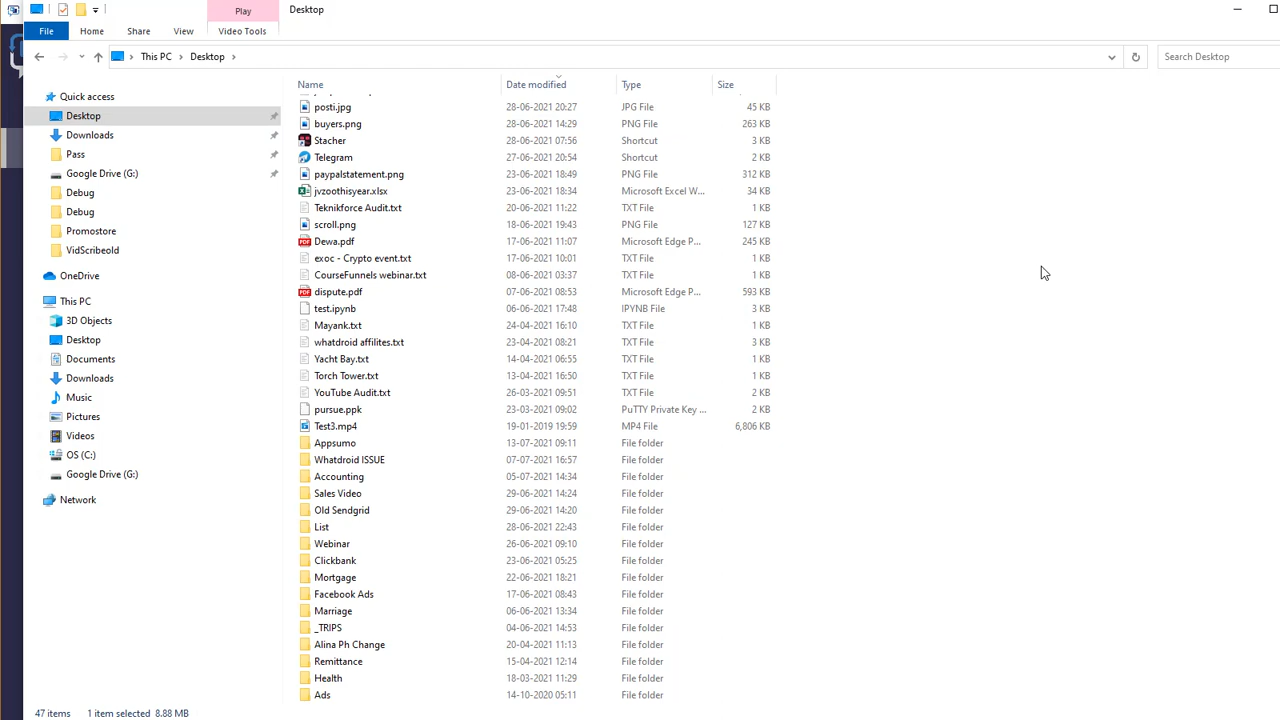 Play
Desktop
File
Home
Share
View
Video Tools
This PC
Desktop
Search Desktop
Quick access
Desktop
Downloads
Pass
Google Drive (G:)
Debug
Debug
Promostore
VidScribeold
OneDrive
This PC
3D Objects
Desktop
Documents
Downloads
Music
Pictures
Videos
OS (C:)
Google Drive (G:)
Network
Name Date modified Type Size
posti.jpg 28-06-2021 20:27 JPG File 45 KB
buyers.png 28-06-2021 14:29 PNG File 263 KB
Stacher 28-06-2021 07:56 Shortcut 3 KB
Telegram 27-06-2021 20:54 Shortcut 2 KB
paypalstatement.png 23-06-2021 18:49 PNG File 312 KB
jvzoothisyear.xlsx 23-06-2021 18:34 Microsoft Excel W... 34 KB
Teknikforce Audit.txt 20-06-2021 11:22 TXT File 1 KB
scroll.png 18-06-2021 19:43 PNG File 127 KB
Dewa.pdf 17-06-2021 11:07 Microsoft Edge P... 245 KB
exoc - Crypto event.txt 17-06-2021 10:01 TXT File 1 KB
CourseFunnels webinar.txt 08-06-2021 03:37 TXT File 1 KB
dispute.pdf 07-06-2021 08:53 Microsoft Edge P... 593 KB
test.ipynb 06-06-2021 17:48 IPYNB File 3 KB
Mayank.txt 24-04-2021 16:10 TXT File 1 KB
whatdroid affilites.txt 23-04-2021 08:21 TXT File 3 KB
Yacht Bay.txt 14-04-2021 06:55 TXT File 1 KB
Torch Tower.txt 13-04-2021 16:50 TXT File 1 KB
YouTube Audit.txt 26-03-2021 09:51 TXT File 2 KB
pursue.ppk 23-03-2021 09:02 PuTTY Private Key ... 2 KB
Test3.mp4 19-01-2019 19:59 MP4 File 6,806 KB
Appsumo 13-07-2021 09:11 File folder
Whatdroid ISSUE 07-07-2021 16:57 File folder
Accounting 05-07-2021 14:34 File folder
Sales Video 29-06-2021 14:24 File folder
Old Sendgrid 29-06-2021 14:20 File folder
List 28-06-2021 22:43 File folder
Webinar 26-06-2021 09:10 File folder
Clickbank 23-06-2021 05:25 File folder
Mortgage 22-06-2021 18:21 File folder
Facebook Ads 17-06-2021 08:43 File folder
Marriage 06-06-2021 13:34 File folder
_TRIPS 04-06-2021 14:53 File folder
Alina Ph Change 20-04-2021 11:13 File folder
Remittance 15-04-2021 12:14 File folder
Health 18-03-2021 11:29 File folder
Ads 14-10-2020 05:11 File folder
47 items 1 item selected 8.88 MB